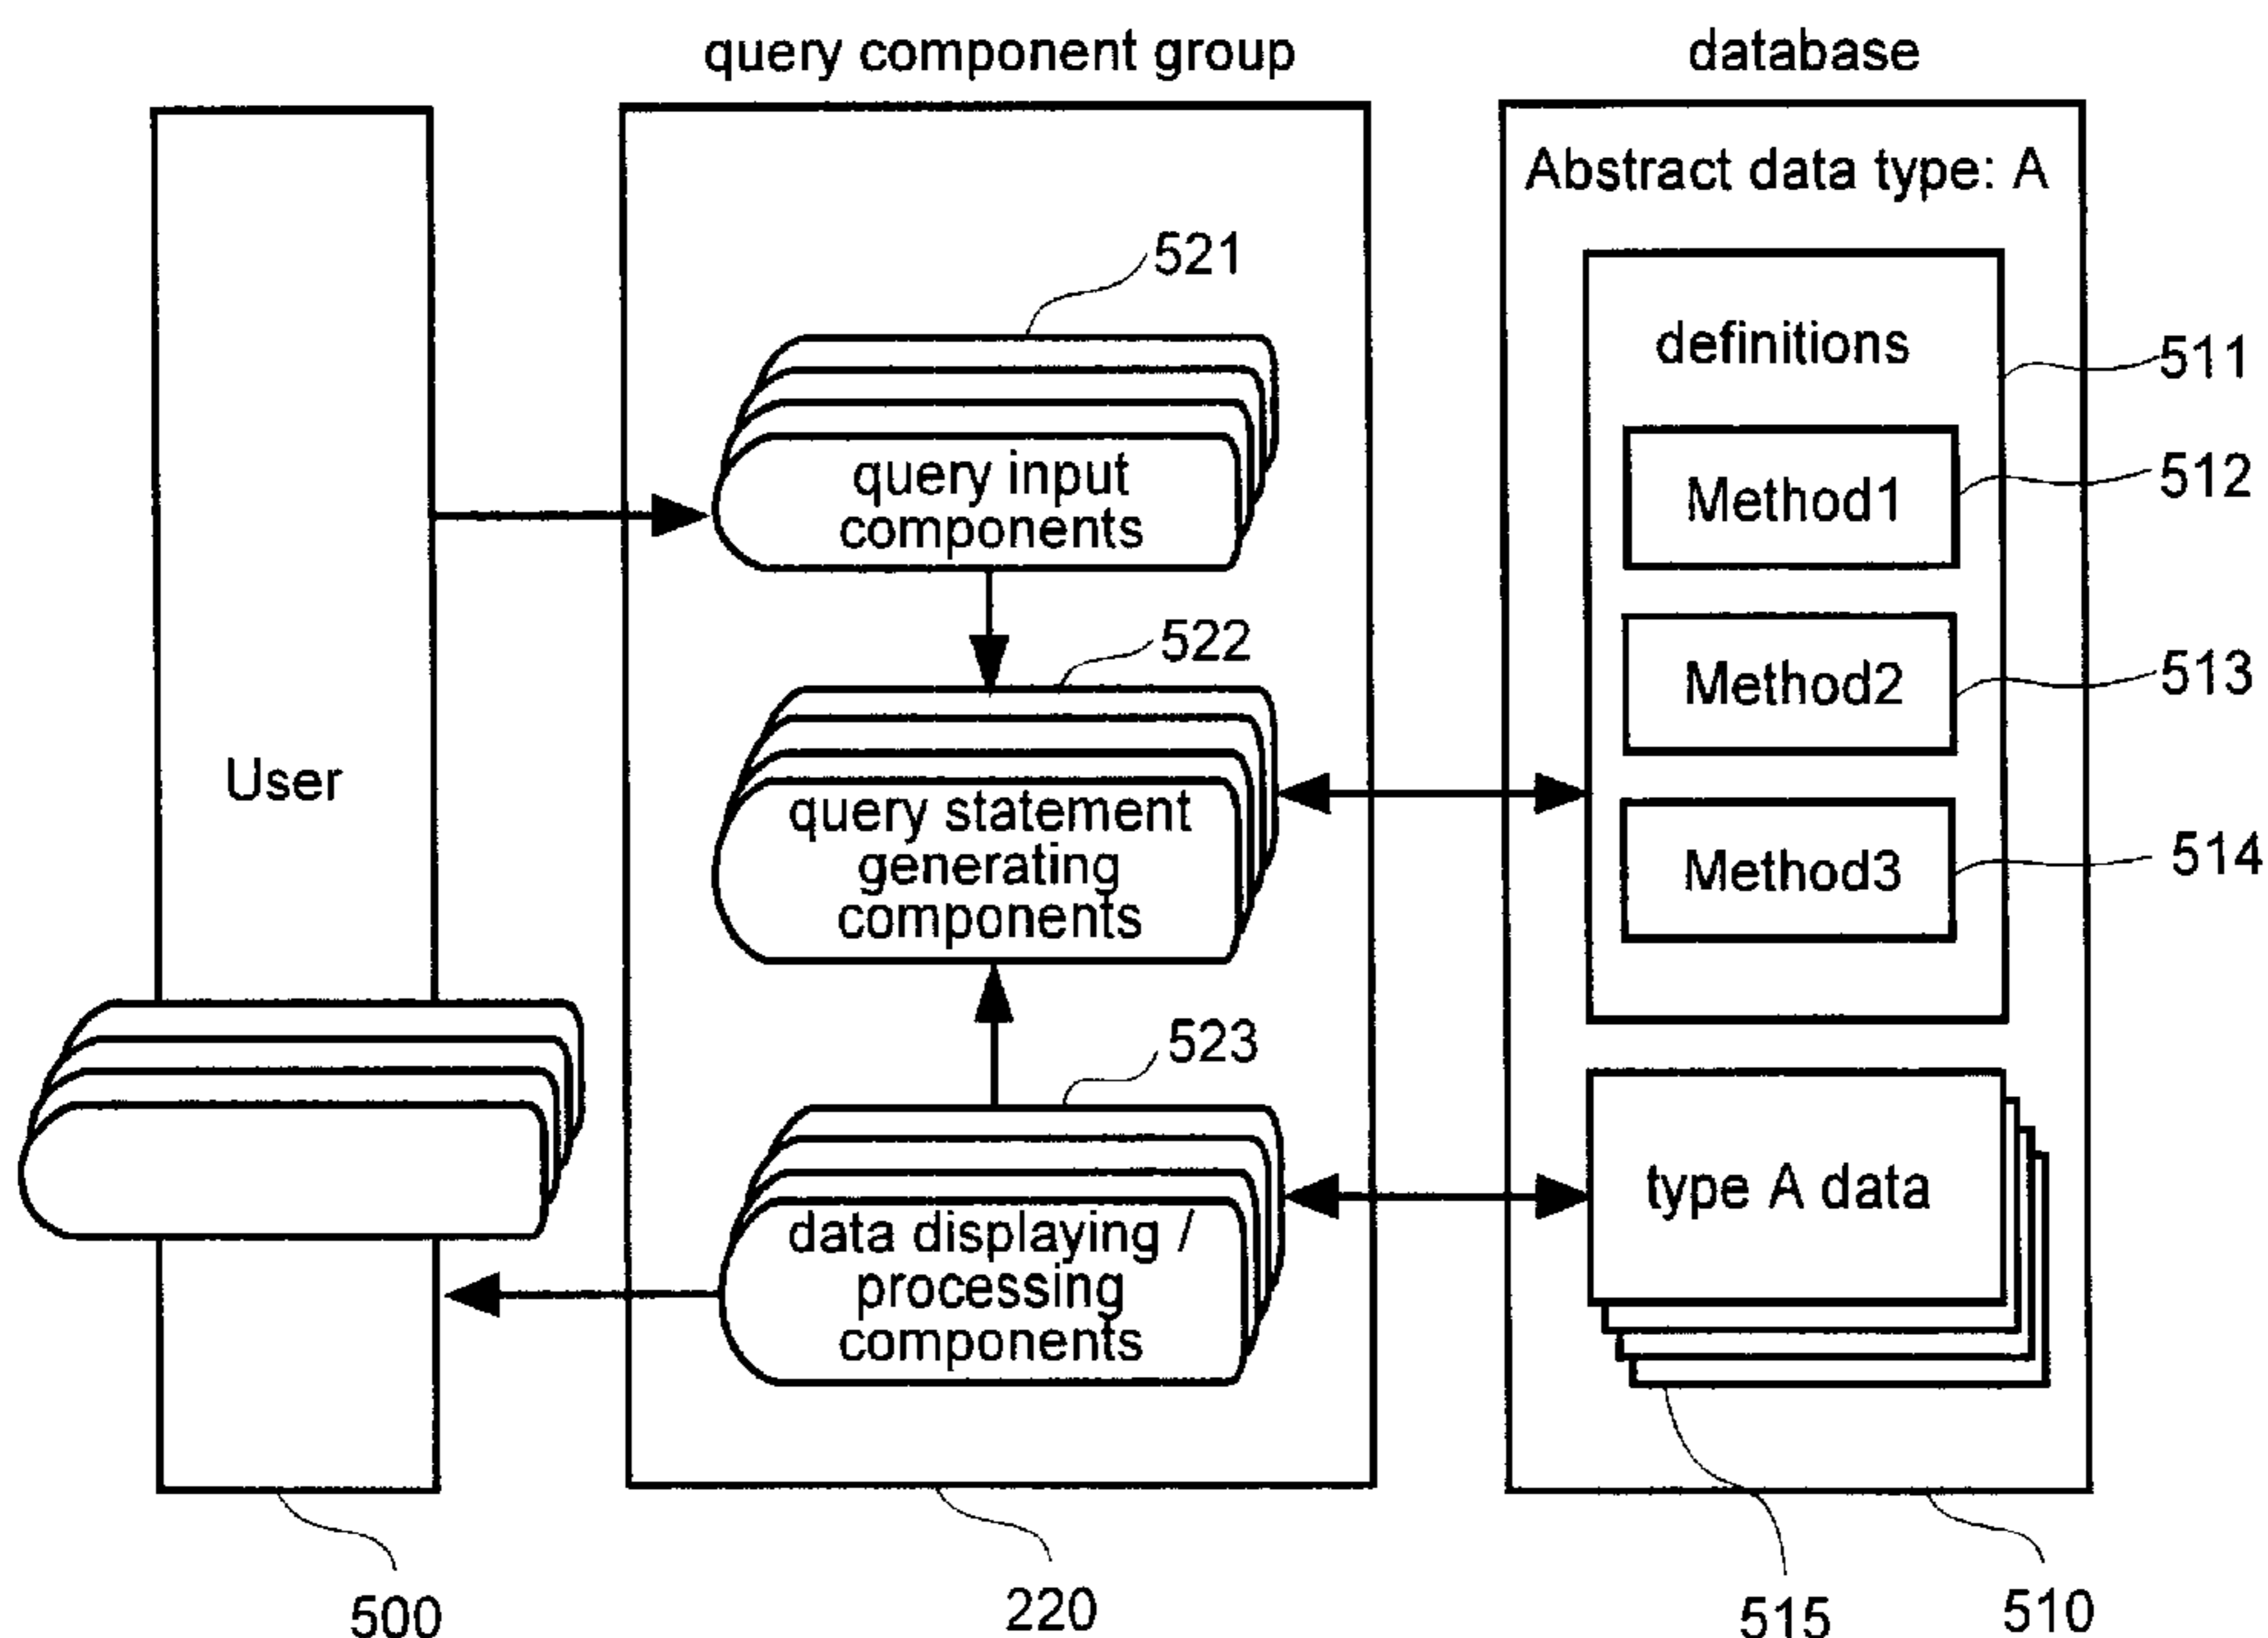 query component group
database
Abstract data type: A
521
definitions
511
query input
components
Method1
512
522
Method2
513
User
query statement
generating
components
Method3
514
523
type A data
data displaying /
processing
components
500
220
515
510